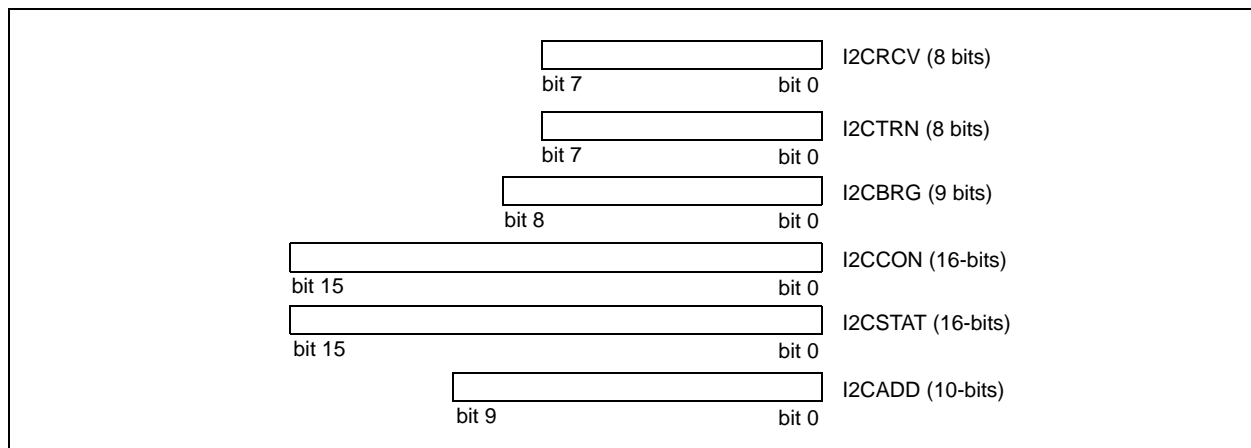 I2CRCV (8 bits)
bit 7 bit 0
I2CTRN (8 bits)
bit 7 bit 0
I2CBRG (9 bits)
bit 8 bit 0
I2CCON (16-bits)
bit 15 bit 0
I2CSTAT (16-bits)
bit 15 bit 0
I2CADD (10-bits)
bit 9 bit 0